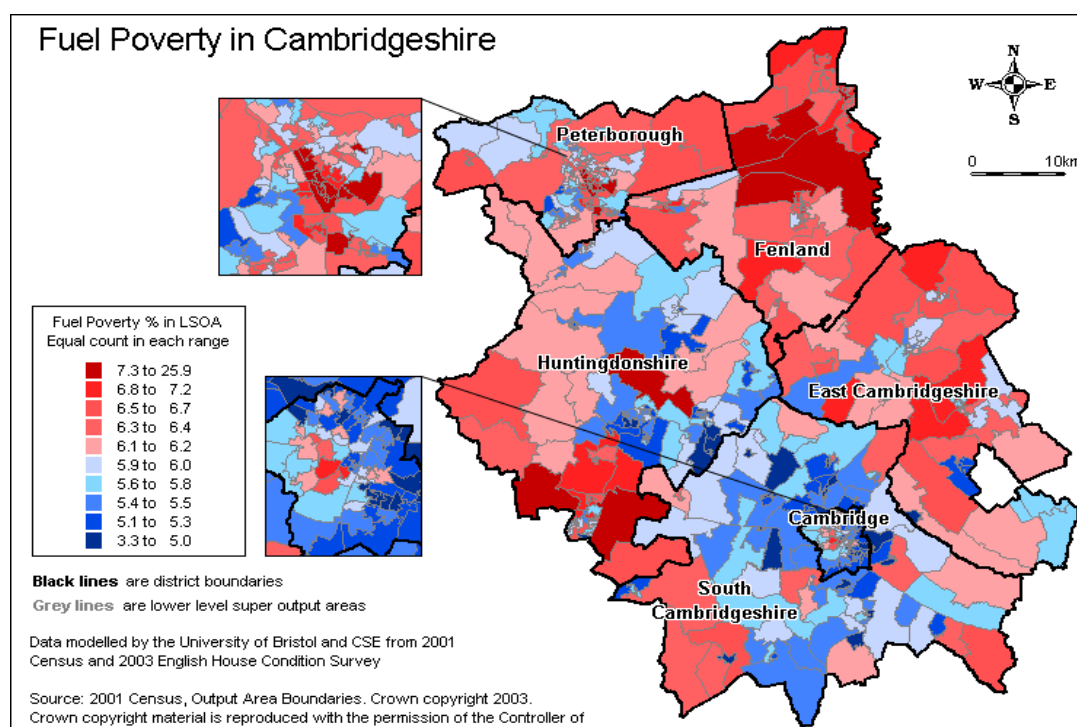 Fuel Poverty in Cambridgeshire
N
W E
S
0 10km
Peterborough
Fenland
Huntingdonshire
East Cambridgeshire
Cambridge
South
Cambridgeshire
Fuel Poverty % in LSOA
Equal count in each range
7.3 to 25.9
6.8 to 7.2
6.5 to 6.7
6.3 to 6.4
6.1 to 6.2
5.9 to 6.0
5.6 to 5.8
5.4 to 5.5
5.1 to 5.3
3.3 to 5.0
Black lines are district boundaries
Grey lines are lower level super output areas
Data modelled by the University of Bristol and CSE from 2001
Census and 2003 English House Condition Survey
Source: 2001 Census, Output Area Boundaries. Crown copyright 2003.
Crown copyright material is reproduced with the permission of the Controller of